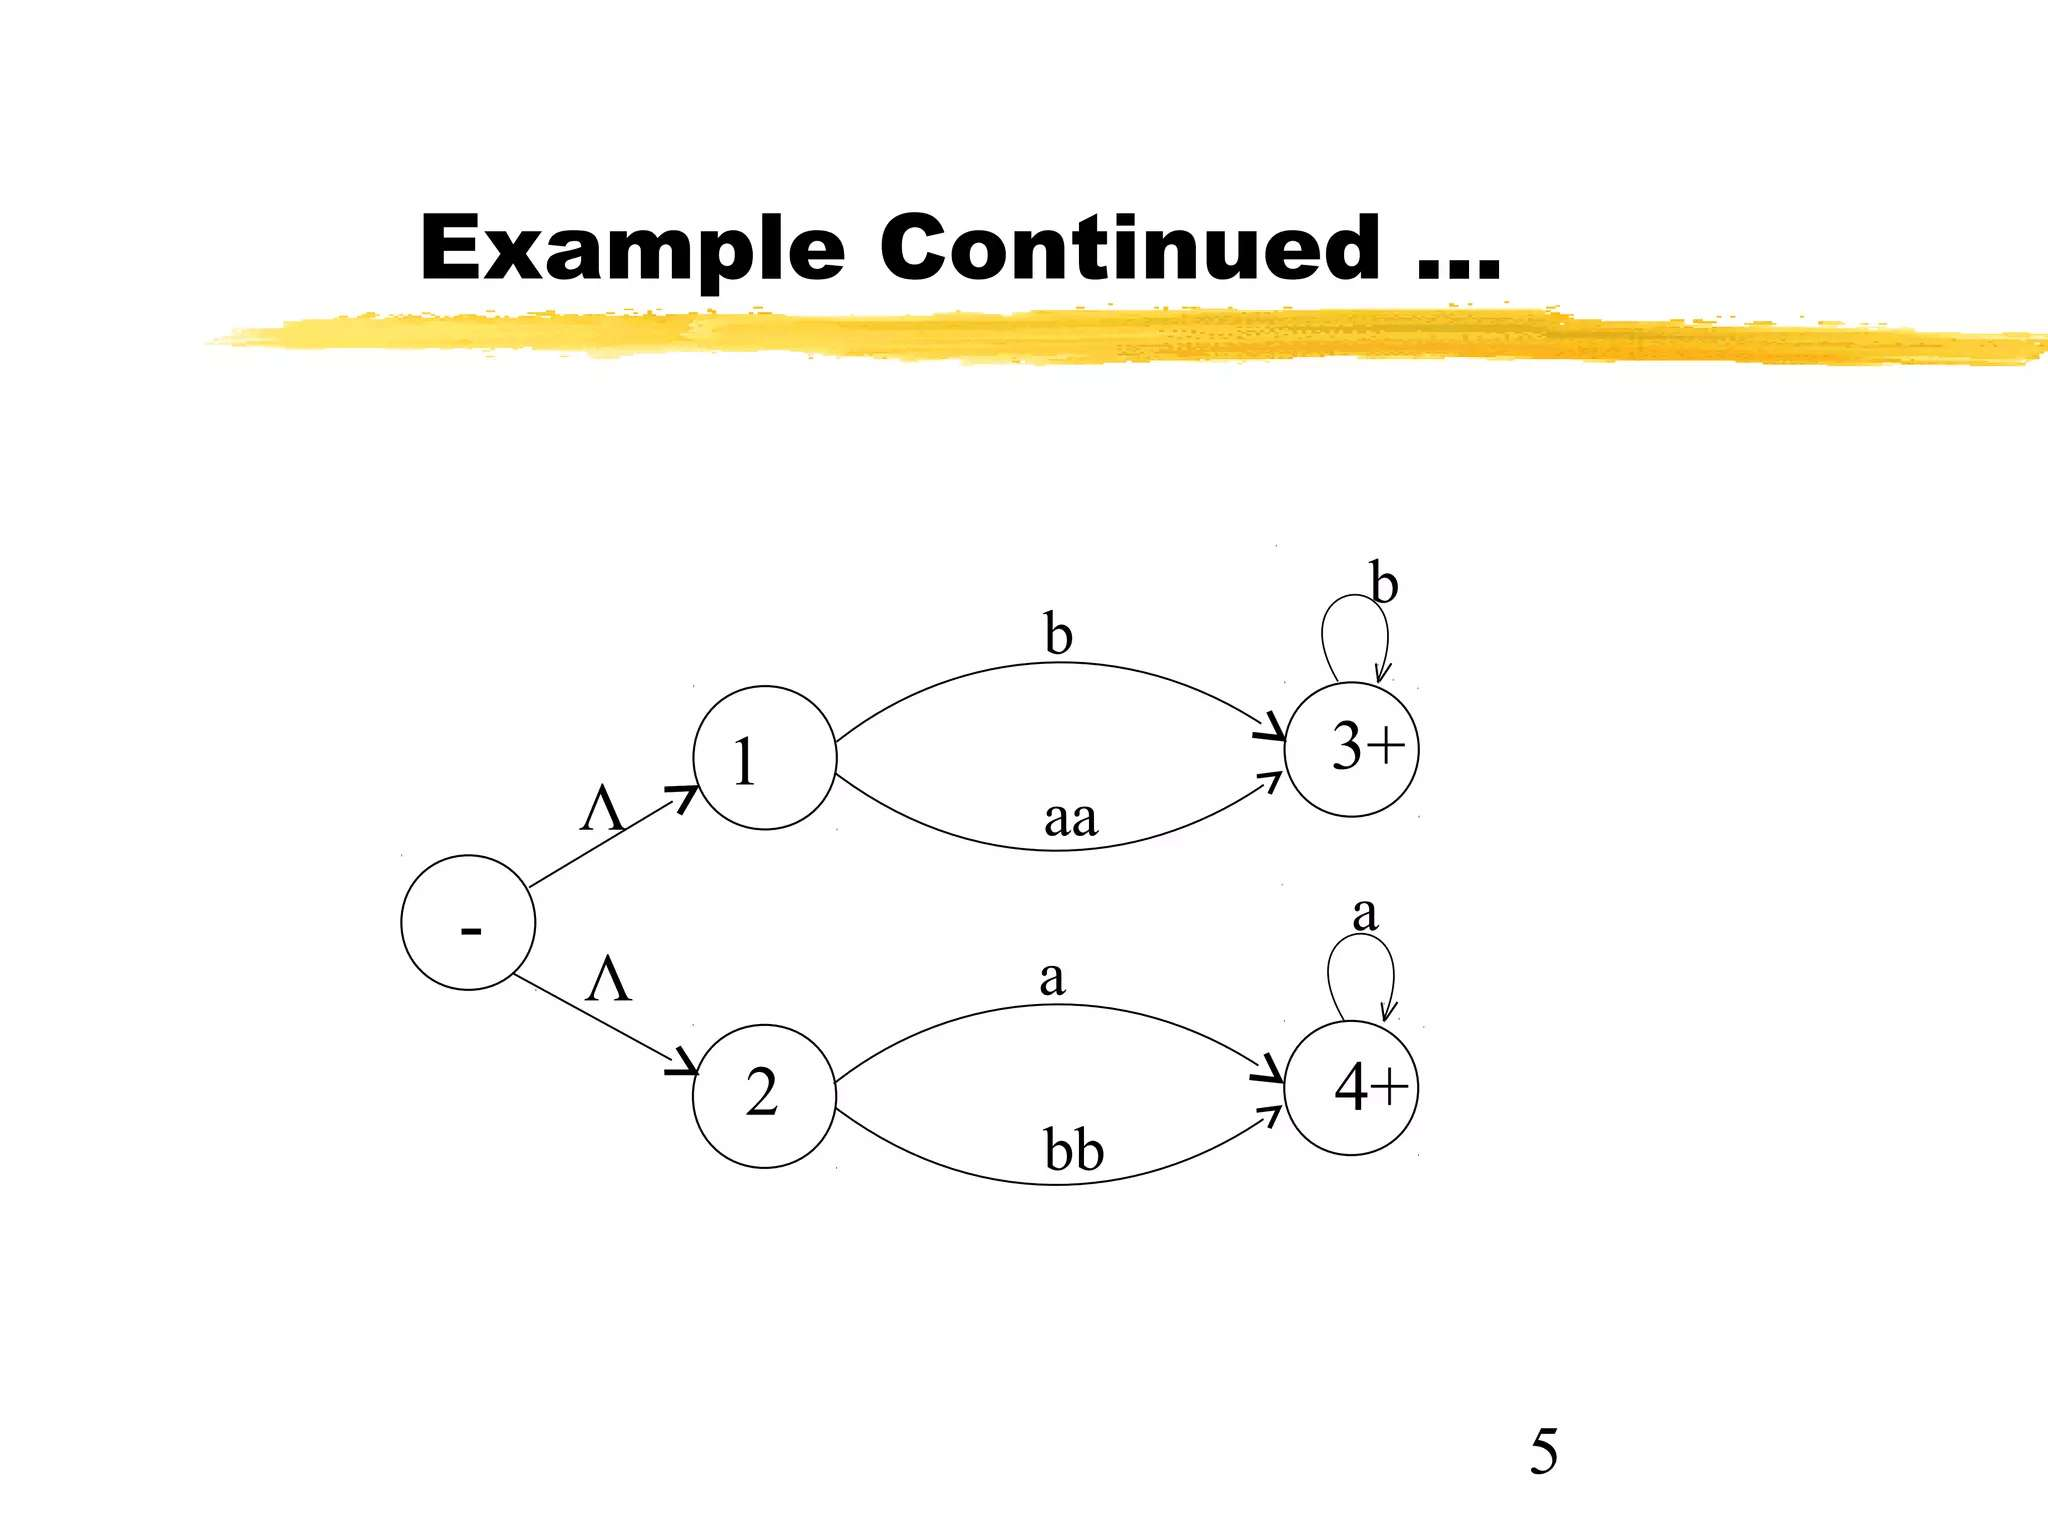 Example Continued ...
b
b
1
3+
Λ
aa
-
a
Λ
a
2
4+
bb
5